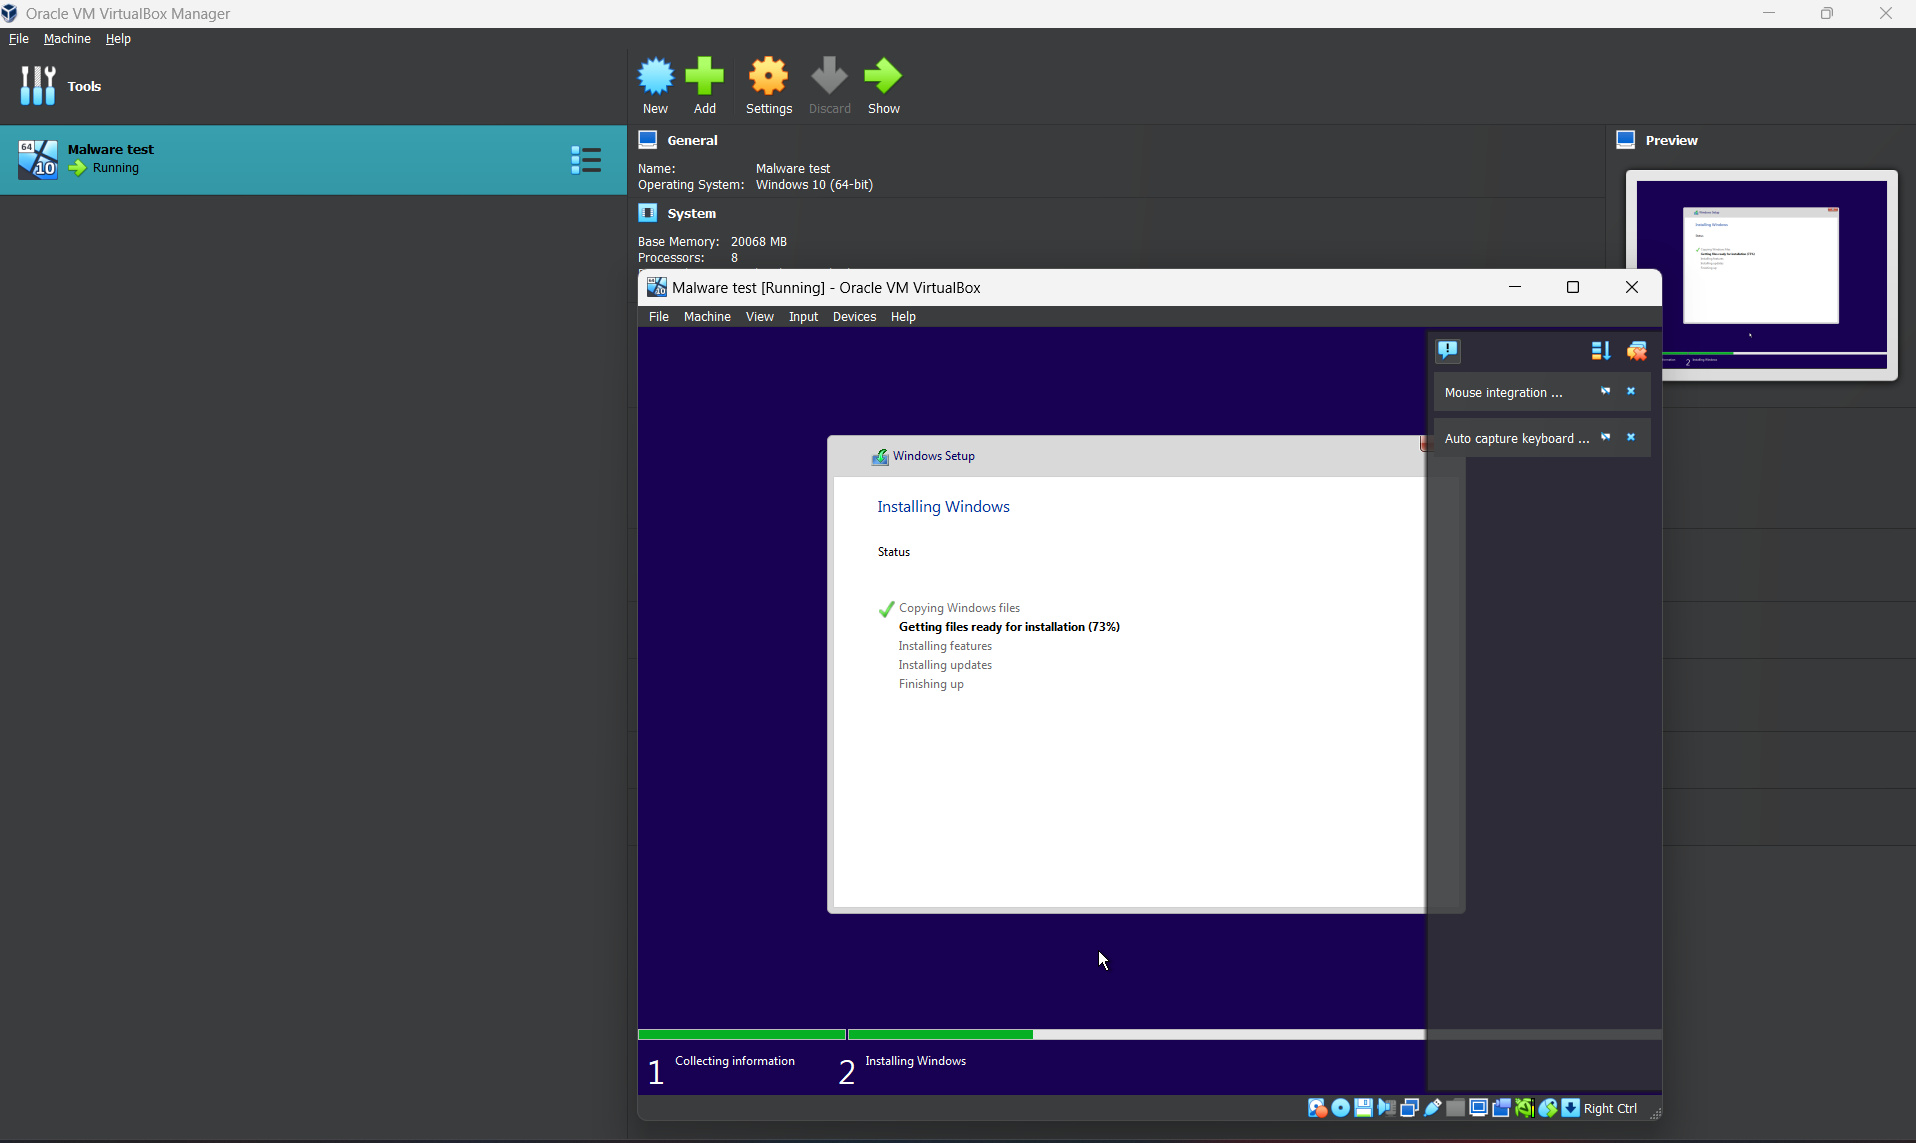 Oracle VM VirtualBox Manager
File Machine Help
Tools
New Add Settings Discard Show
64
10
Malware test
Running
General
Name: Malware test
Operating System: Windows 10 (64-bit)
System
Base Memory: 20068 MB
Processors: 8
Preview
Malware test [Running] - Oracle VM VirtualBox
File Machine View Input Devices Help
Mouse integration ...
Auto capture keyboard ...
Windows Setup
Installing Windows
Status
Copying Windows files
Getting files ready for installation (73%)
Installing features
Installing updates
Finishing up
1 Collecting information 2 Installing Windows
Right Ctrl